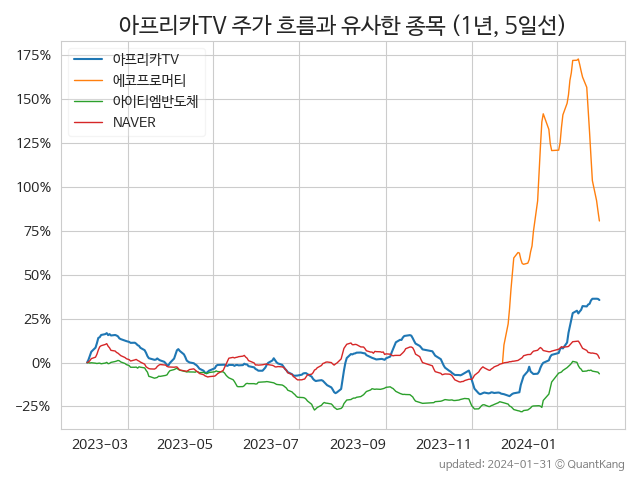 아프리카TV 주가 흐름과 유사한 종목 (1년, 5일선)
175%
150%
125%
100%
75%
50%
25%
0%
−25%
아프리카TV
에코프로머티
아이티엠반도체
NAVER
2023-03
2023-05
2023-07
2023-09
2023-11
2024-01
updated: 2024-01-31 © QuantKang